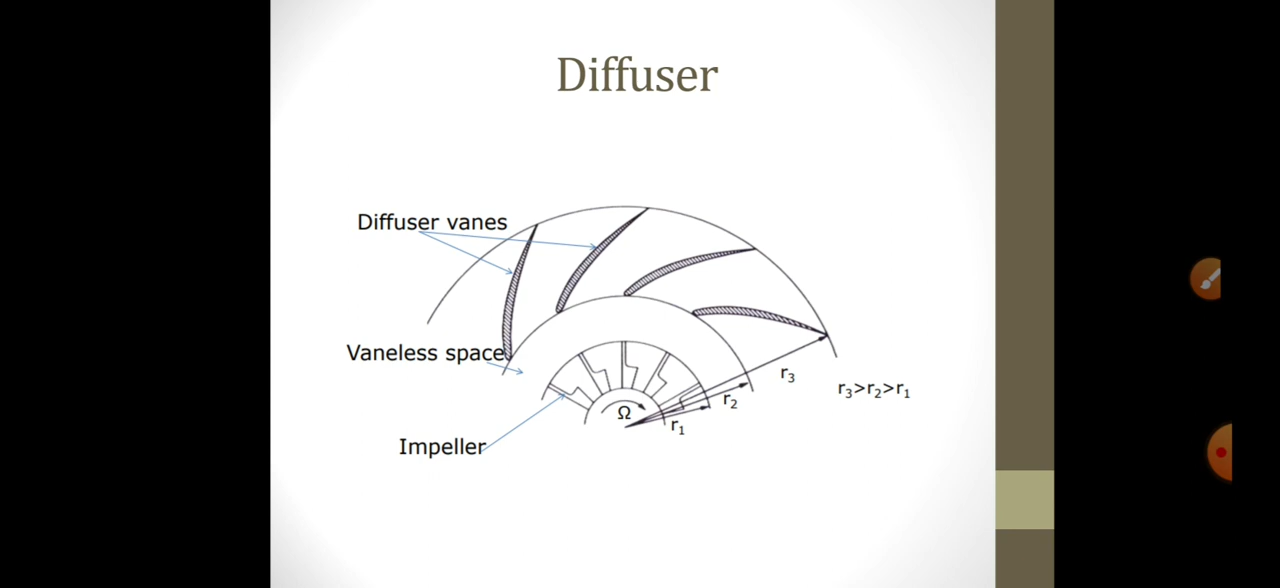 Diffuser
Diffuser vanes
Vaneless space
Impeller
Ω
r₁
r₂
r₃
r₃>r₂>r₁